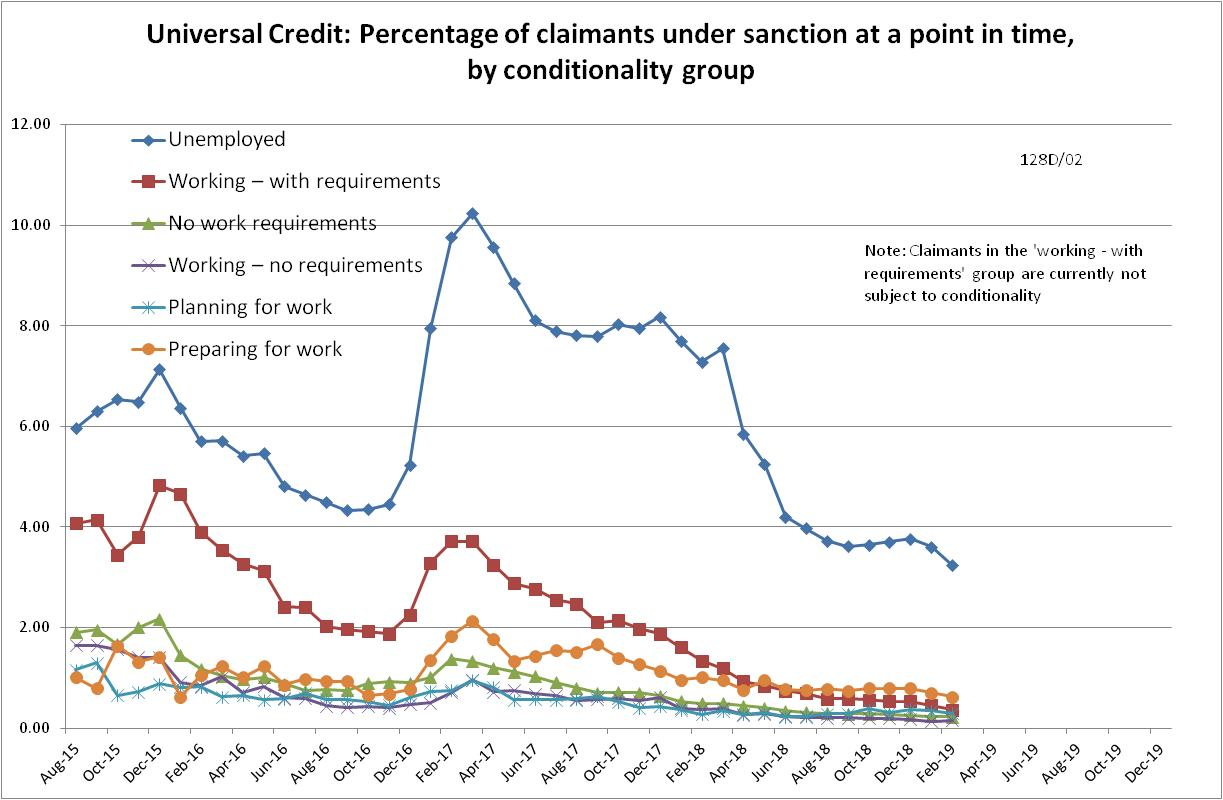 Universal Credit: Percentage of claimants under sanction at a point in time,
by conditionality group
12.00
10.00
8.00
6.00
4.00
2.00
0.00
Unemployed
Working – with requirements
No work requirements
Working – no requirements
Planning for work
Preparing for work
128D/02
Note: Claimants in the 'working - with
requirements' group are currently not
subject to conditionality
Aug-15
Oct-15
Dec-15
Feb-16
Apr-16
Jun-16
Aug-16
Oct-16
Dec-16
Feb-17
Apr-17
Jun-17
Aug-17
Oct-17
Dec-17
Feb-18
Apr-18
Jun-18
Aug-18
Oct-18
Dec-18
Feb-19
Apr-19
Jun-19
Aug-19
Oct-19
Dec-19